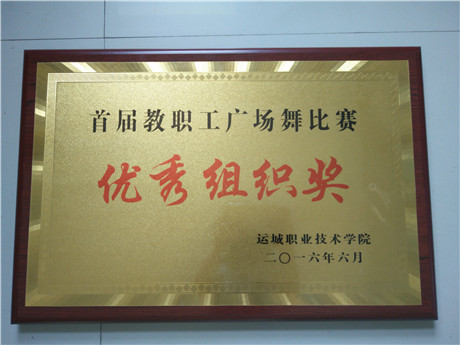 首届教职工广场舞比赛
优秀组织奖
运城职业技术学院
二〇一六年六月